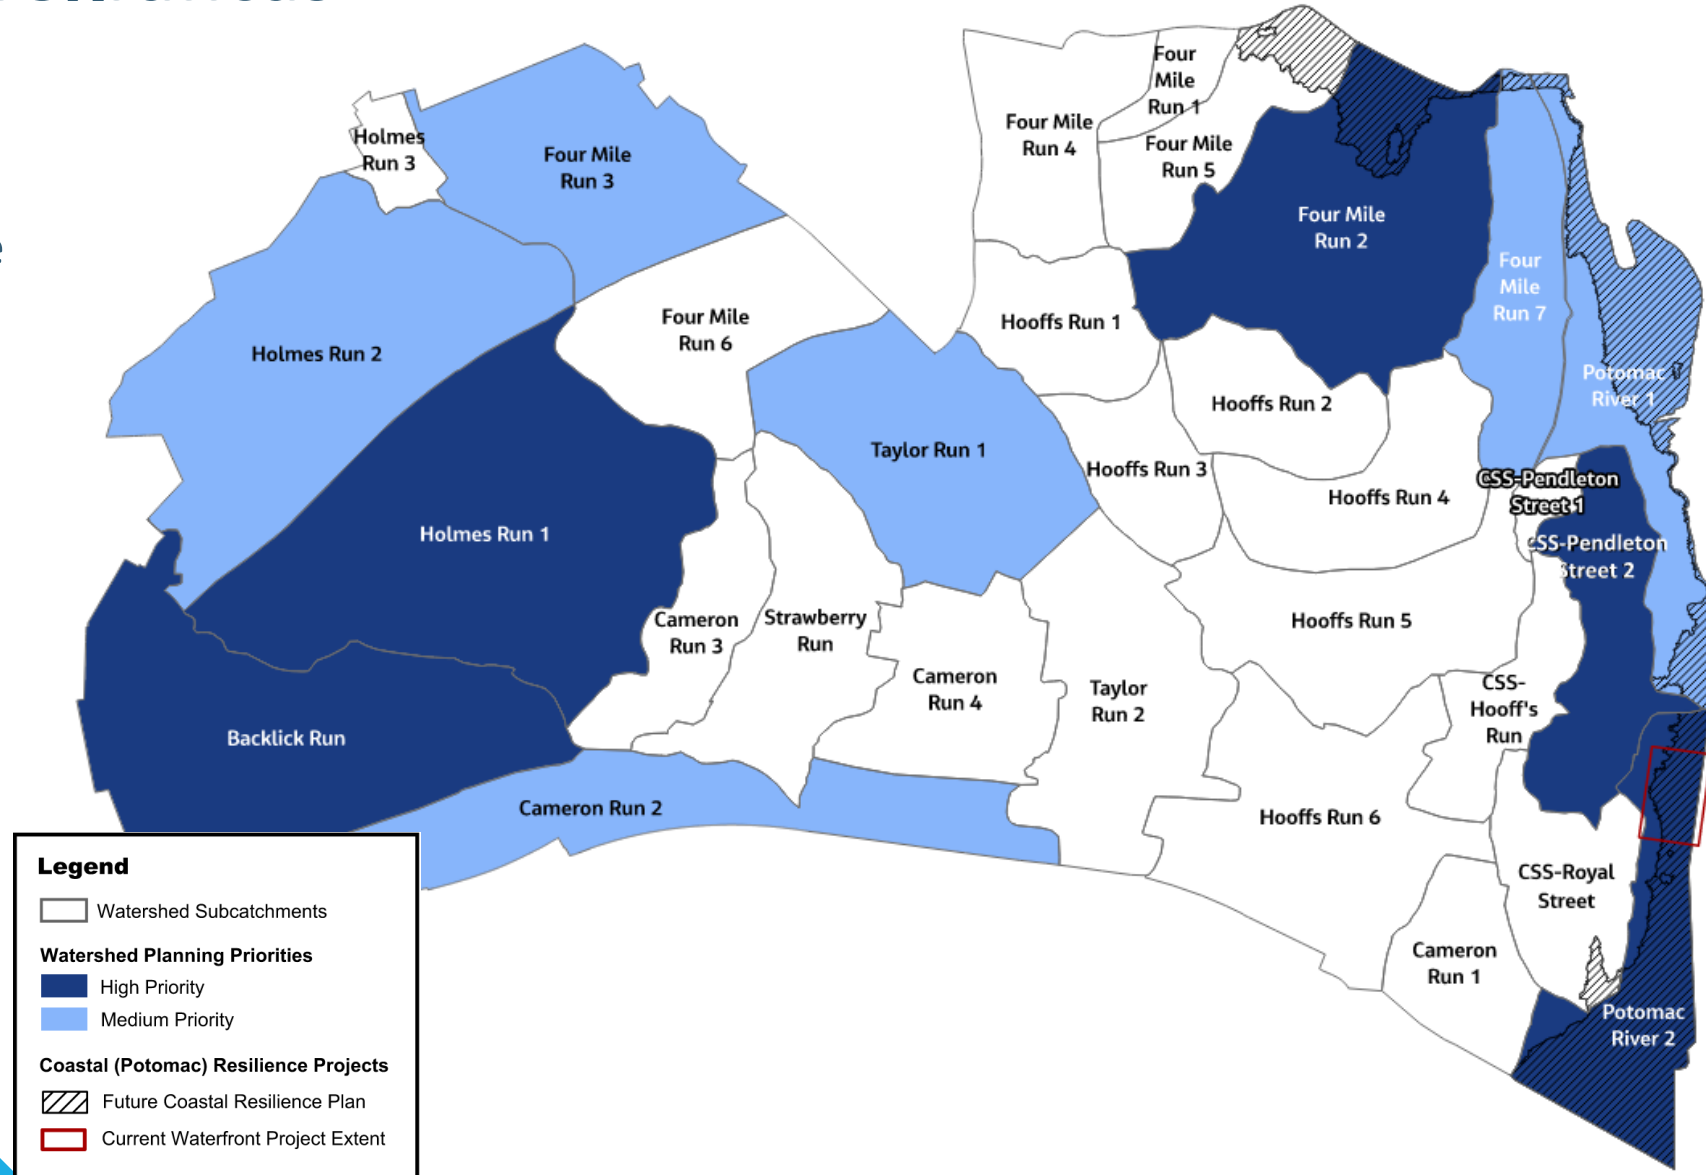 Four
Mile
Run 1
Holmes
Run 3
Four Mile
Run 3
Four Mile
Run 4
Four Mile
Run 5
Four Mile
Run 2
Four
Mile
Run 7
Holmes Run 2
Four Mile
Run 6
Hooffs Run 1
Potomac
River 1
Hooffs Run 2
Taylor Run 1
Hooffs Run 3
Hooffs Run 4
CSS-Pendleton
Street 1
Holmes Run 1
CSS-Pendleton
Street 2
Cameron
Run 3
Strawberry
Run
Hooffs Run 5
Cameron
Run 4
Taylor
Run 2
CSS-
Hooff's
Run
Backlick Run
Cameron Run 2
Hooffs Run 6
CSS-Royal
Street
Cameron
Run 1
Potomac
River 2
Legend
Watershed Subcatchments
Watershed Planning Priorities
High Priority
Medium Priority
Coastal (Potomac) Resilience Projects
Future Coastal Resilience Plan
Current Waterfront Project Extent